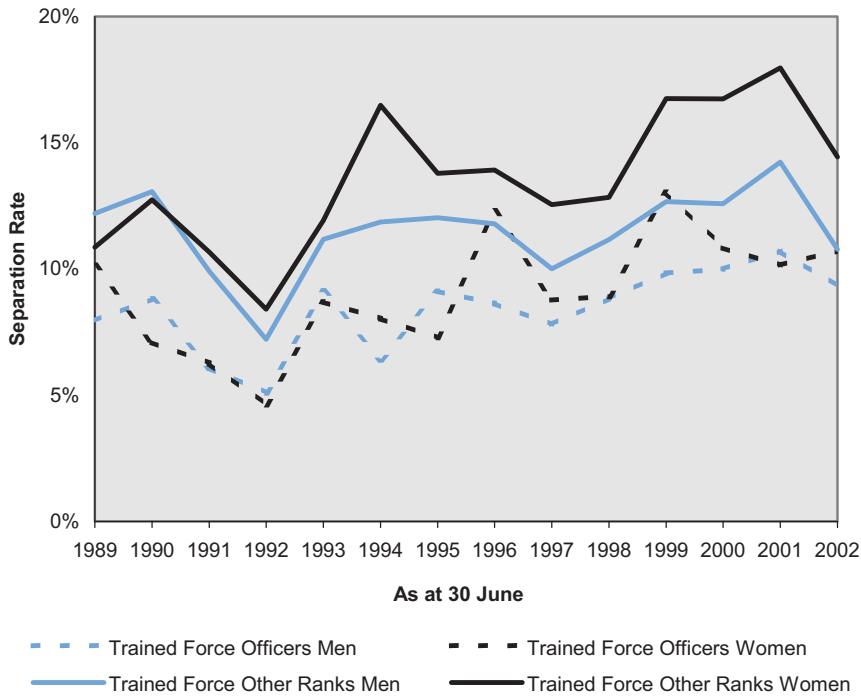 20%
15%
10%
5%
0%
Separation Rate
1989 1990 1991 1992 1993 1994 1995 1996 1997 1998 1999 2000 2001 2002
As at 30 June
Trained Force Officers Men Trained Force Officers Women
Trained Force Other Ranks Men Trained Force Other Ranks Women